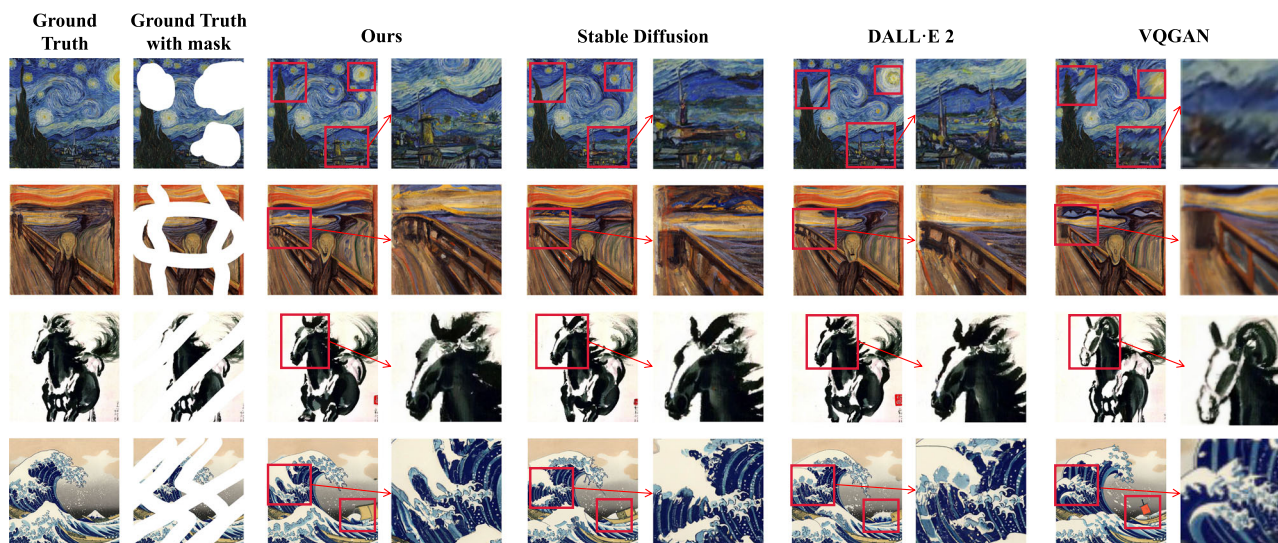 Ground
Truth
Ground Truth
with mask
Ours
Stable Diffusion
DALL·E 2
VQGAN